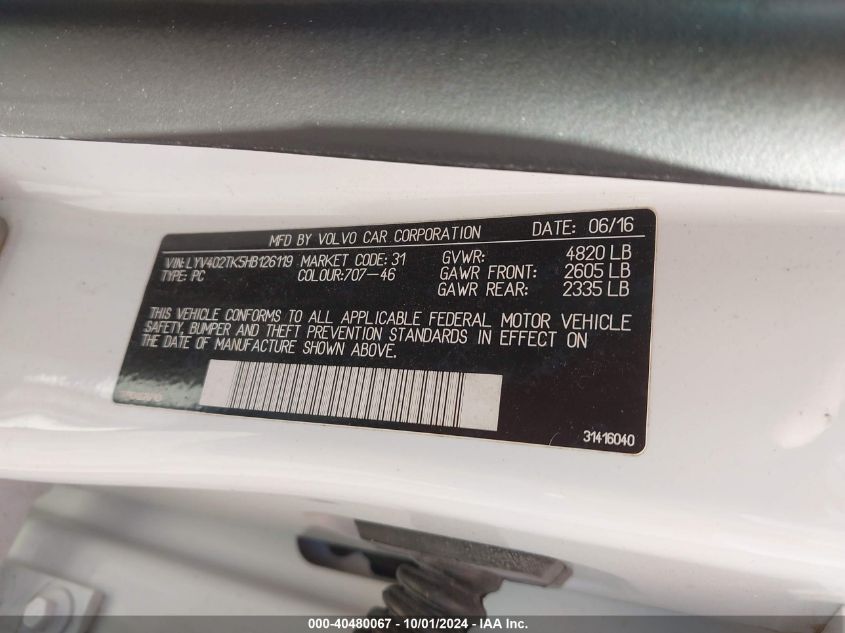 MFD BY VOLVO CAR CORPORATION DATE: 06/16
VIN: LYV402TK5HB126119 MARKET CODE: 31 GVWR: 4820 LB
TYPE: PC COLOUR:707-46 GAWR FRONT: 2605 LB
GAWR REAR: 2335 LB
THIS VEHICLE CONFORMS TO ALL APPLICABLE FEDERAL MOTOR VEHICLE
SAFETY, BUMPER AND THEFT PREVENTION STANDARDS IN EFFECT ON
THE DATE OF MANUFACTURE SHOWN ABOVE.
31416040
000-40480067 - 10/01/2024 - IAA Inc.